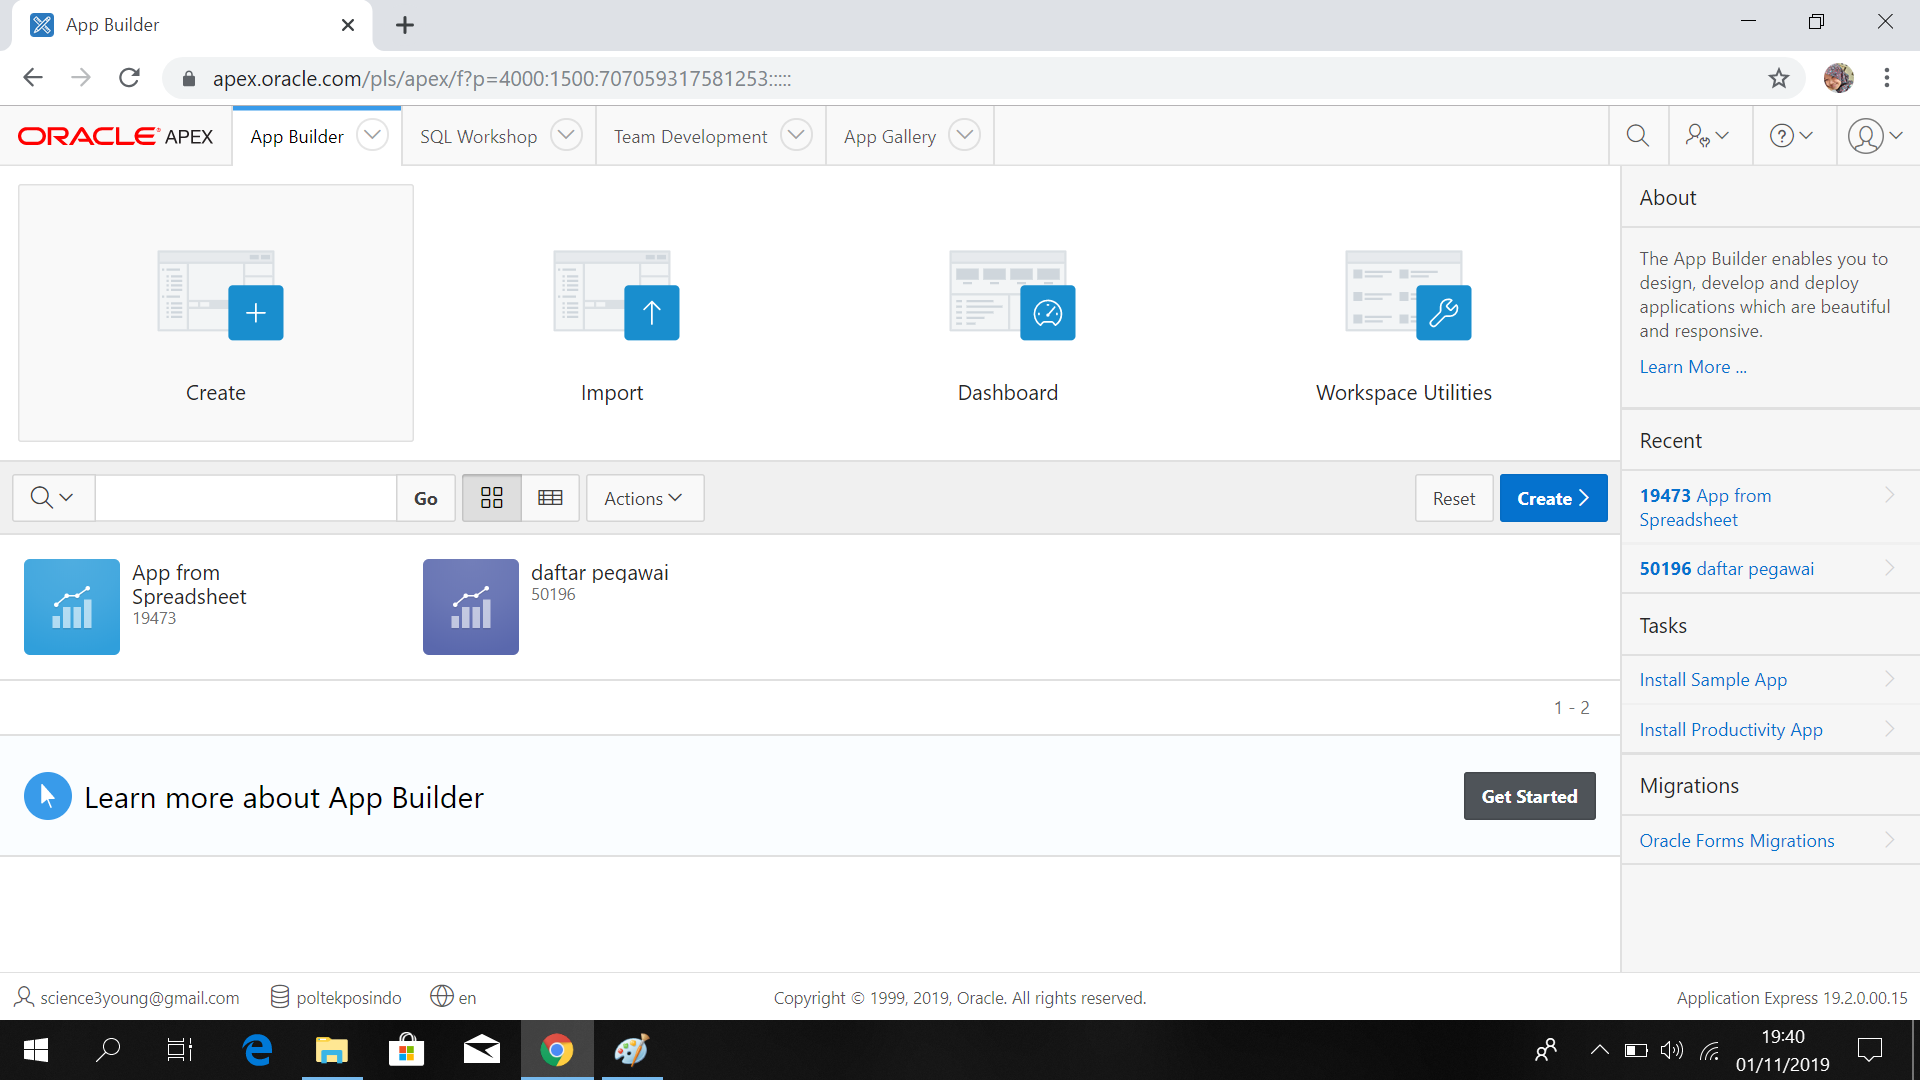 App Builder
apex.oracle.com/pls/apex/f?p=4000:1500:707059317581253:::::
ORACLE APEX
App Builder
SQL Workshop
Team Development
App Gallery
Create
Import
Dashboard
Workspace Utilities
Go
Actions
Reset
Create
App from
Spreadsheet
19473
daftar pegawai
50196
1 - 2
Learn more about App Builder
Get Started
About
The App Builder enables you to
design, develop and deploy
applications which are beautiful
and responsive.
Learn More ...
Recent
19473 App from
Spreadsheet
50196 daftar pegawai
Tasks
Install Sample App
Install Productivity App
Migrations
Oracle Forms Migrations
science3young@gmail.com
poltekposindo
en
Copyright © 1999, 2019, Oracle. All rights reserved.
Application Express 19.2.0.00.15
19:40
01/11/2019